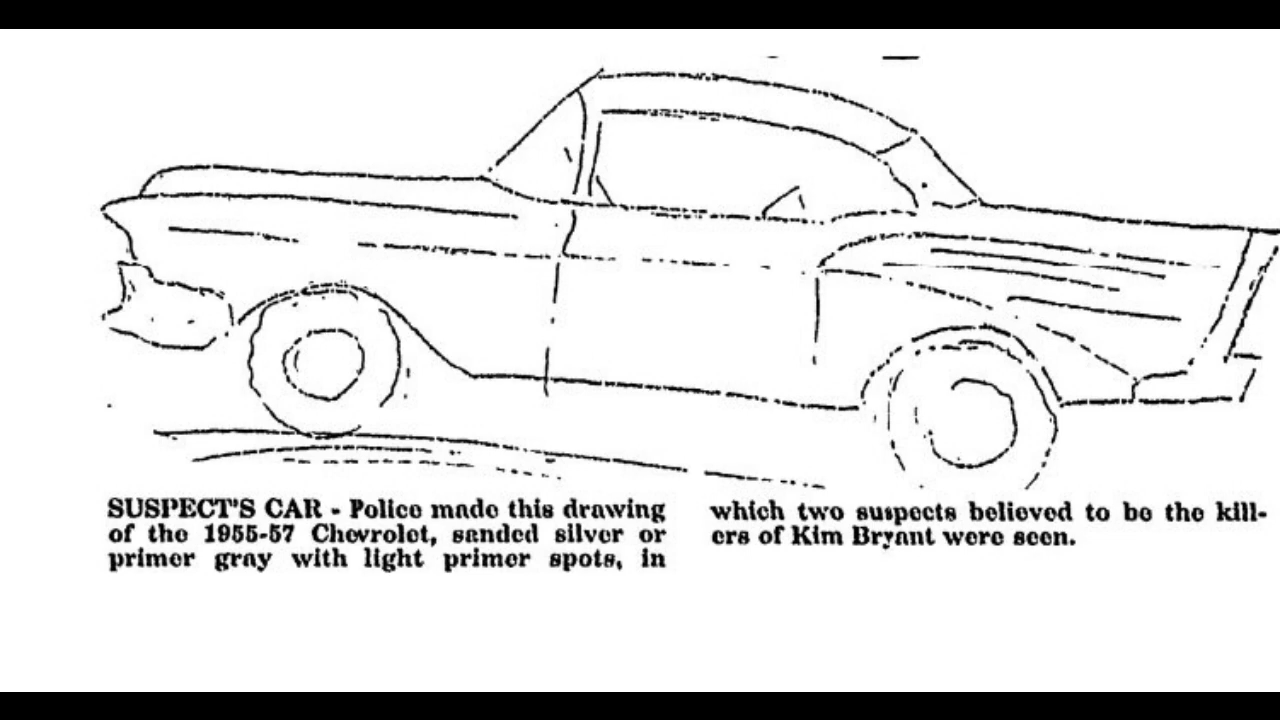 SUSPECT'S CAR - Police made this drawing
of the 1955-57 Chevrolet, sanded silver or
primer gray with light primer spots, in
which two suspects believed to be the kill-
ers of Kim Bryant were seen.